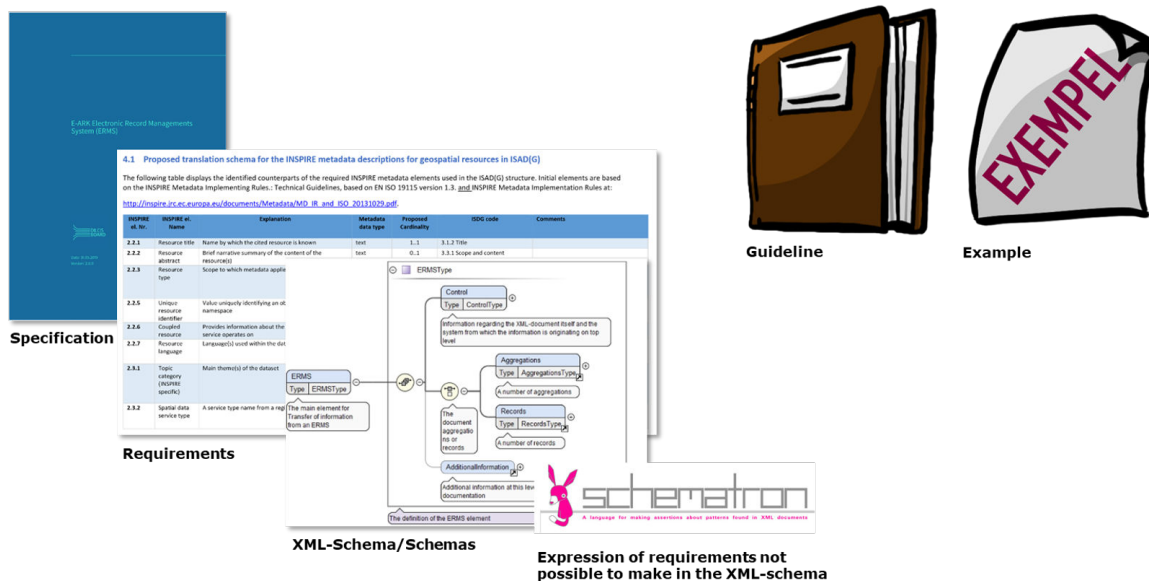 E-ARK Electronic Record Managements
System (ERMS)
Specification
4.1 Proposed translation schema for the INSPIRE metadata descriptions for geospatial resources in ISAD(G)
The following table displays the identified counterparts of the required INSPIRE metadata elements used in the ISAD(G) structure. Initial elements are based
on the INSPIRE Metadata Implementing Rules.: Technical Guidelines, based on EN ISO 19115 version 1.3. and INSPIRE Metadata Implementation Rules at:
http://inspire.jrc.ec.europa.eu/documents/Metadata/MD_IR_and_ISO_20131029.pdf.
INSPIRE el. Nr. INSPIRE el. Name Explanation Metadata data type Proposed Cardinality ISDG code Comments
2.2.1 Resource title Name by which the cited resource is known text 1..1 3.1.2 Title
2.2.2 Resource abstract Brief narrative summary of the content of the resource(s) text 0..1 3.3.1 Scope and content
2.2.3 Resource type Scope to which metadata applie
2.2.5 Unique resource identifier Value uniquely identifying an ob namespace
2.2.6 Coupled resource Provides information about the service operates on
2.2.7 Resource language Language(s) used within the dat
2.3.1 Topic category (INSPIRE specific) Main theme(s) of the dataset
2.3.2 Spatial data service type A service type name from a regi
Requirements
ERMSType
Control
Type ControlType
Information regarding the XML-document itself and the
system from which the information is originating on top
level
Aggregations
Type AggregationsType
A number of aggregations
ERMS
Type ERMSType
The main element for
Transfer of information
from an ERMS
The
document
aggregatio
ns or
records
Records
Type RecordsType
A number of records
AdditionalInformation
Additional information at this leve
documentation
The definition of the ERMS element
XML-Schema/Schemas
schematron
A language for making assertions about patterns found in XML documents
Expression of requirements not
possible to make in the XML-schema
Guideline
EXEMPEL
Example